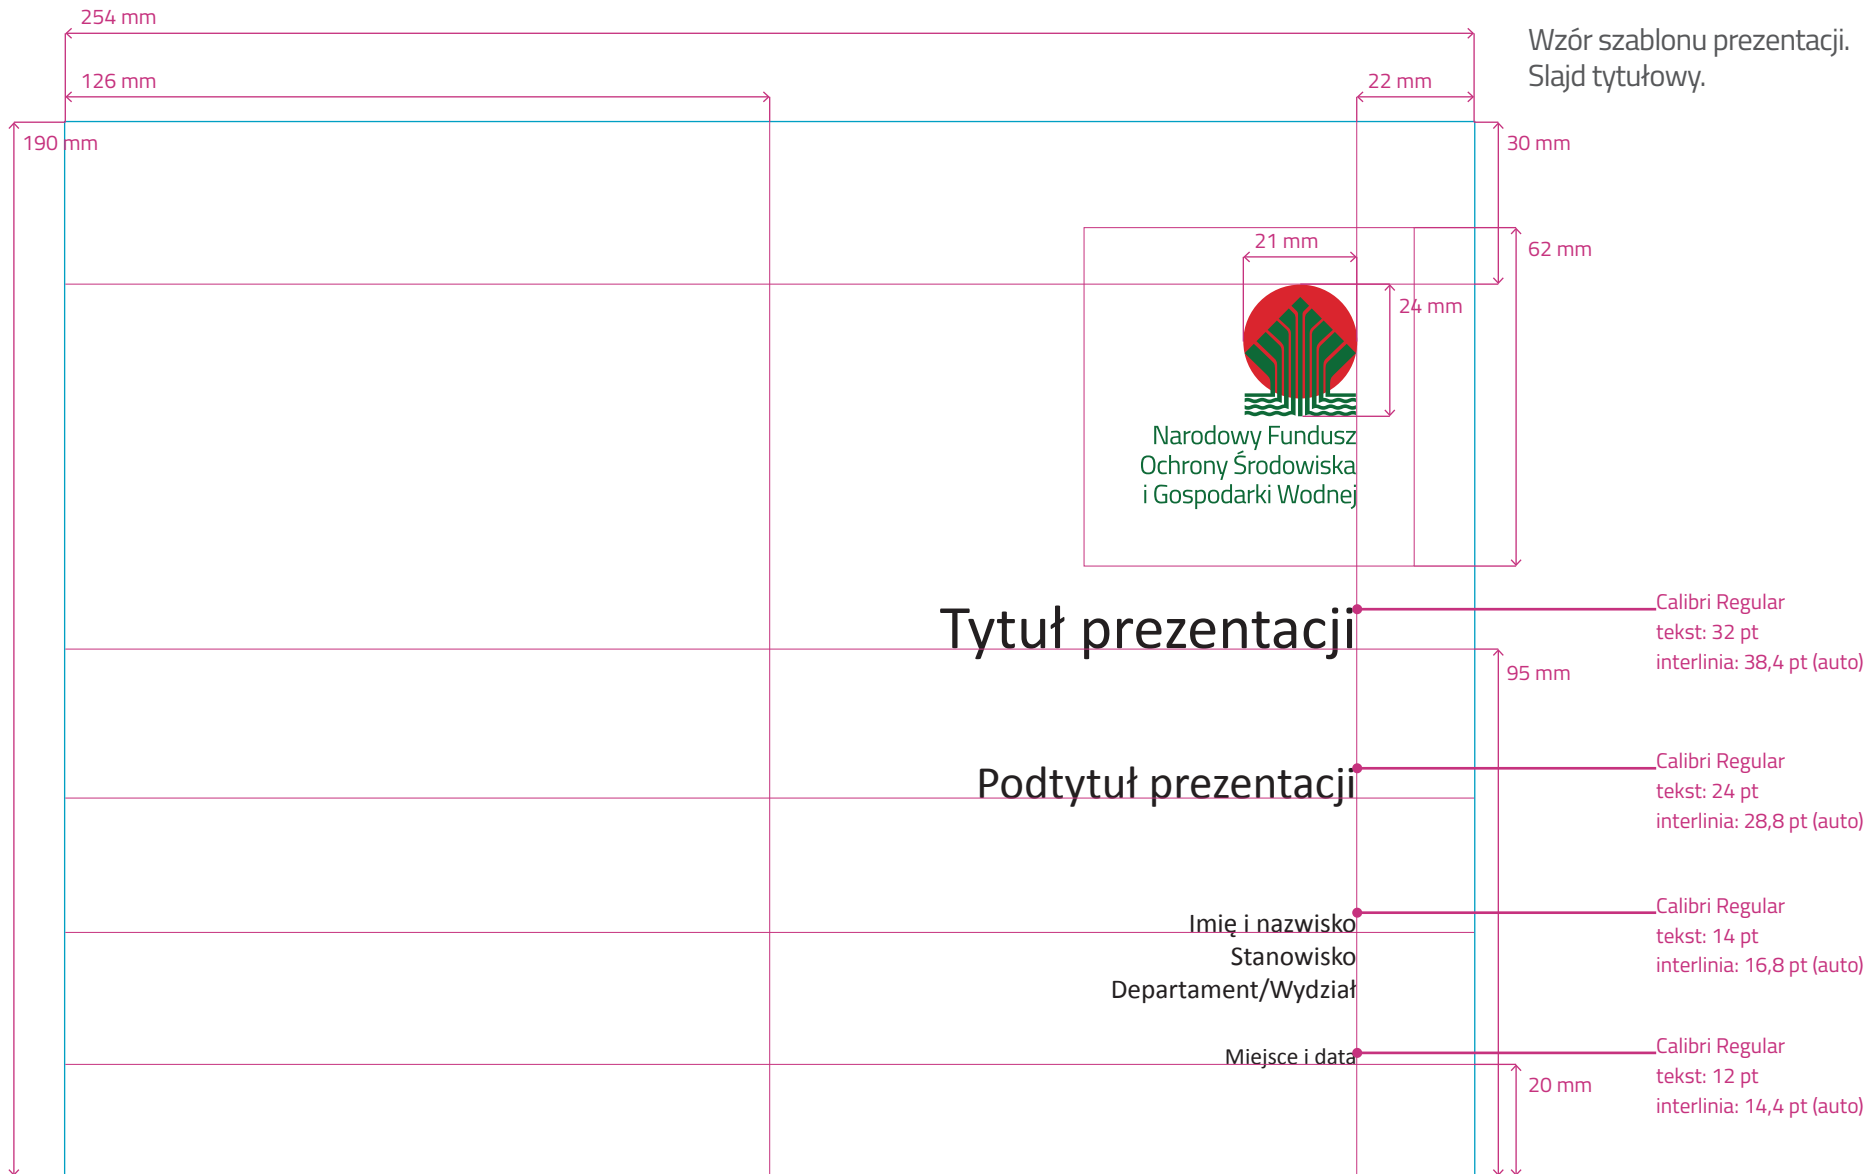 254 mm
Wzór szablonu prezentacji.
Slajd tytułowy.
126 mm
22 mm
190 mm
30 mm
21 mm
62 mm
24 mm
Narodowy Fundusz
Ochrony Środowiska
i Gospodarki Wodnej
Tytuł prezentacji
Calibri Regular
tekst: 32 pt
interlinia: 38,4 pt (auto)
95 mm
Podtytuł prezentacji
Calibri Regular
tekst: 24 pt
interlinia: 28,8 pt (auto)
Imię i nazwisko
Stanowisko
Departament/Wydział
Calibri Regular
tekst: 14 pt
interlinia: 16,8 pt (auto)
Miejsce i data
Calibri Regular
tekst: 12 pt
interlinia: 14,4 pt (auto)
20 mm